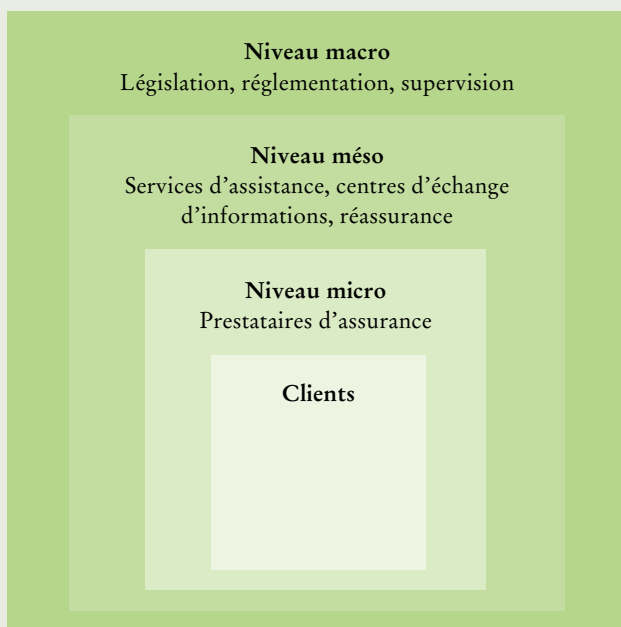 Niveau macro
Législation, réglementation, supervision
Niveau méso
Services d’assistance, centres d’échange
d’informations, réassurance
Niveau micro
Prestataires d’assurance
Clients